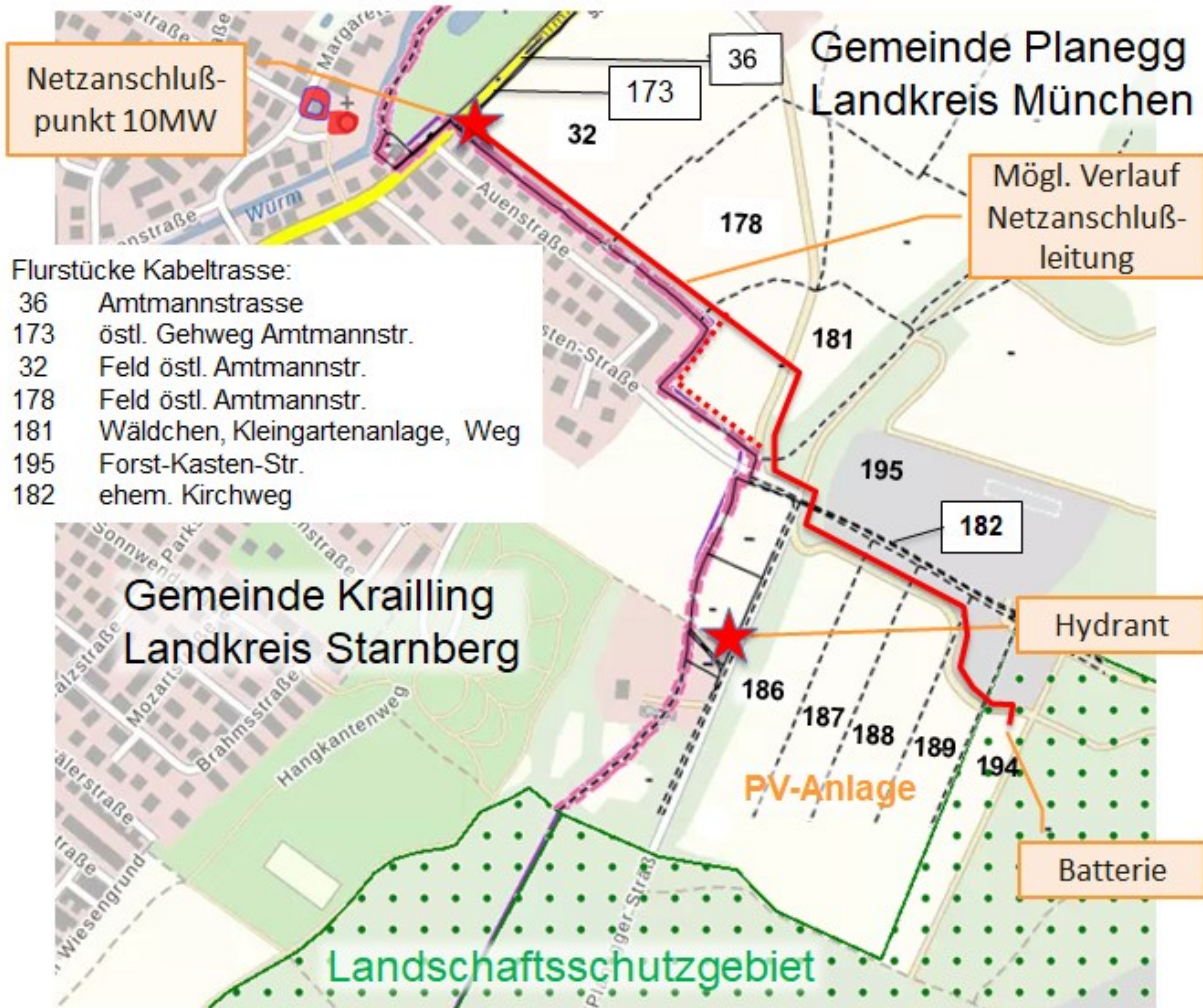 Netzanschluß-
punkt 10MW
36
173
32
Gemeinde Planegg
Landkreis München
Mögl. Verlauf
Netzanschluß-
leitung
Würm
Auenstraße
178
181
Flurstücke Kabeltrasse:
36 Amtmannstrasse
173 östl. Gehweg Amtmannstr.
32 Feld östl. Amtmannstr.
178 Feld östl. Amtmannstr.
181 Wäldchen, Kleingartenanlage, Weg
195 Forst-Kasten-Str.
182 ehem. Kirchweg
sten-Straße
195
182
Gemeinde Krailling
Landkreis Starnberg
Hydrant
Brahmsstraße
Hangkantenweg
186
187
188
189
194
PV-Anlage
Batterie
Wiesengrund
Landschaftsschutzgebiet